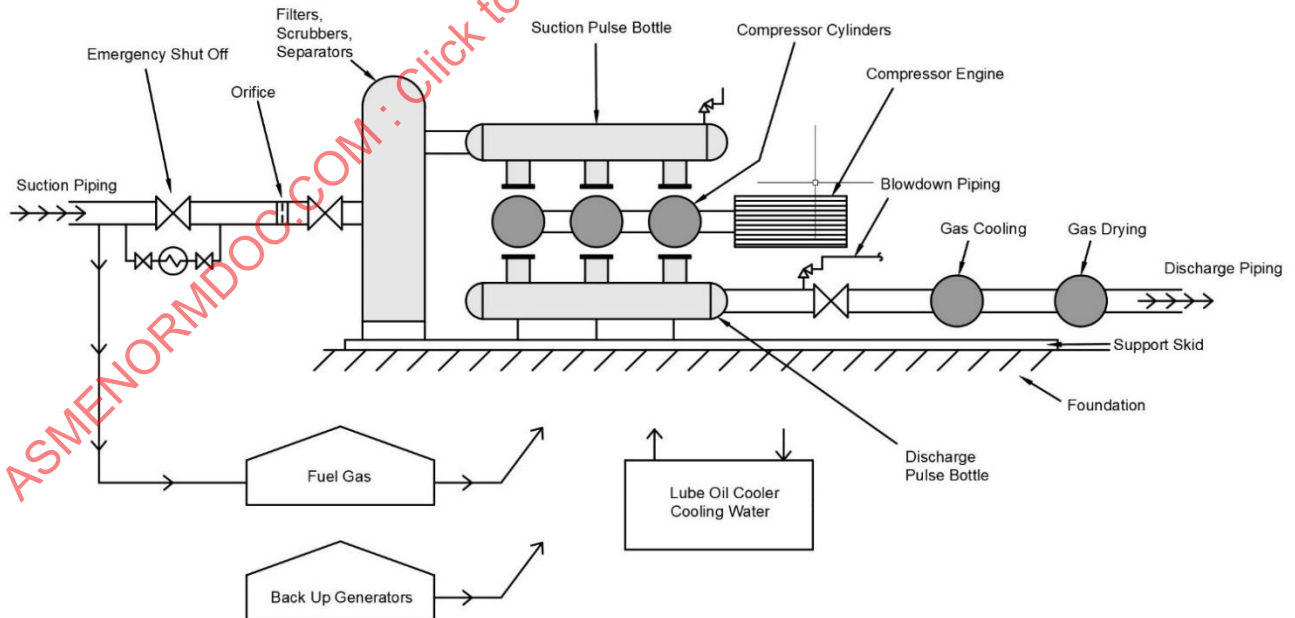 Filters,
Scrubbers,
Separators
Suction Pulse Bottle
Compressor Cylinders
Emergency Shut Off
Compressor Engine
Orifice
Suction Piping
Blowdown Piping
Gas Cooling
Gas Drying
Discharge Piping
Support Skid
Foundation
Discharge
Pulse Bottle
Fuel Gas
Lube Oil Cooler
Cooling Water
Back Up Generators
ASMENORMDOC.COM : Click to